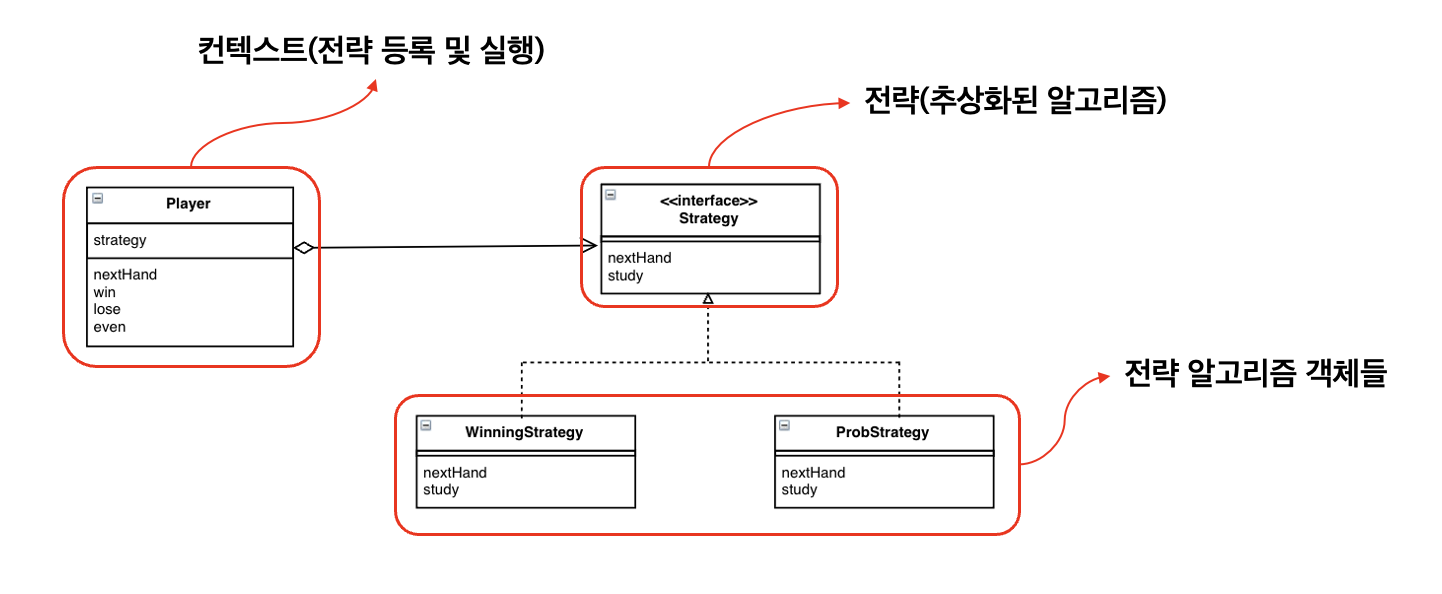 컨텍스트(전략 등록 및 실행)
전략(추상화된 알고리즘)
Player
strategy
nextHand
win
lose
even
<<interface>>
Strategy
nextHand
study
전략 알고리즘 객체들
WinningStrategy
nextHand
study
ProbStrategy
nextHand
study